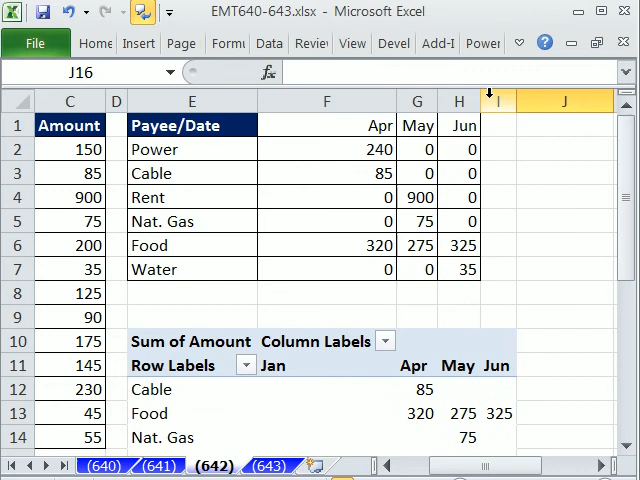 EMT640-643.xlsx - Microsoft Excel
File Home Insert Page Formu Data Review View Devel Add-I Power
J16 fx
C D E F G H I J
1 Amount Payee/Date Apr May Jun
2 150 Power 240 0 0
3 85 Cable 85 0 0
4 900 Rent 0 900 0
5 75 Nat. Gas 0 75 0
6 200 Food 320 275 325
7 35 Water 0 0 35
8 125
9 90
10 175 Sum of Amount Column Labels
11 145 Row Labels Jan Apr May Jun
12 230 Cable 85
13 45 Food 320 275 325
14 55 Nat. Gas 75
(640) (641) (642) (643)